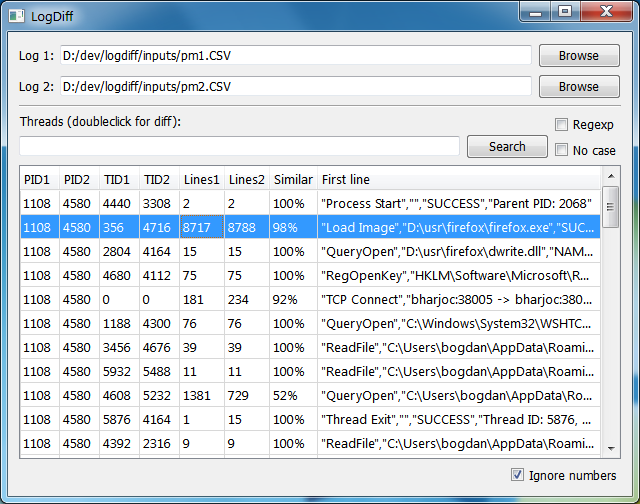 LogDiff
Log 1: D:/dev/logdiff/inputs/pm1.CSV Browse
Log 2: D:/dev/logdiff/inputs/pm2.CSV Browse
Threads (doubleclick for diff): Regexp
Search No case
PID1 PID2 TID1 TID2 Lines1 Lines2 Similar First line
1108 4580 4440 3308 2 2 100% "Process Start","","SUCCESS","Parent PID: 2068"
1108 4580 356 4716 8717 8788 98% "Load Image","D:\usr\firefox\firefox.exe","SUC...
1108 4580 2804 4164 15 15 100% "QueryOpen","D:\usr\firefox\dwrite.dll","NAM...
1108 4580 4680 4112 75 75 100% "RegOpenKey","HKLM\Software\Microsoft\R...
1108 4580 0 0 181 234 92% "TCP Connect","bharjoc:38005 -> bharjoc:380...
1108 4580 1188 4300 76 76 100% "QueryOpen","C:\Windows\System32\WSHTC...
1108 4580 3456 4676 39 39 100% "ReadFile","C:\Users\bogdan\AppData\Roami...
1108 4580 5932 5488 11 11 100% "ReadFile","C:\Users\bogdan\AppData\Roami...
1108 4580 4608 5232 1381 729 52% "QueryOpen","C:\Users\bogdan\AppData\Ro...
1108 4580 5876 4164 1 15 100% "Thread Exit","","SUCCESS","Thread ID: 5876, ...
1108 4580 4392 2316 9 9 100% "ReadFile","C:\Users\bogdan\AppData\Roami...
Ignore numbers